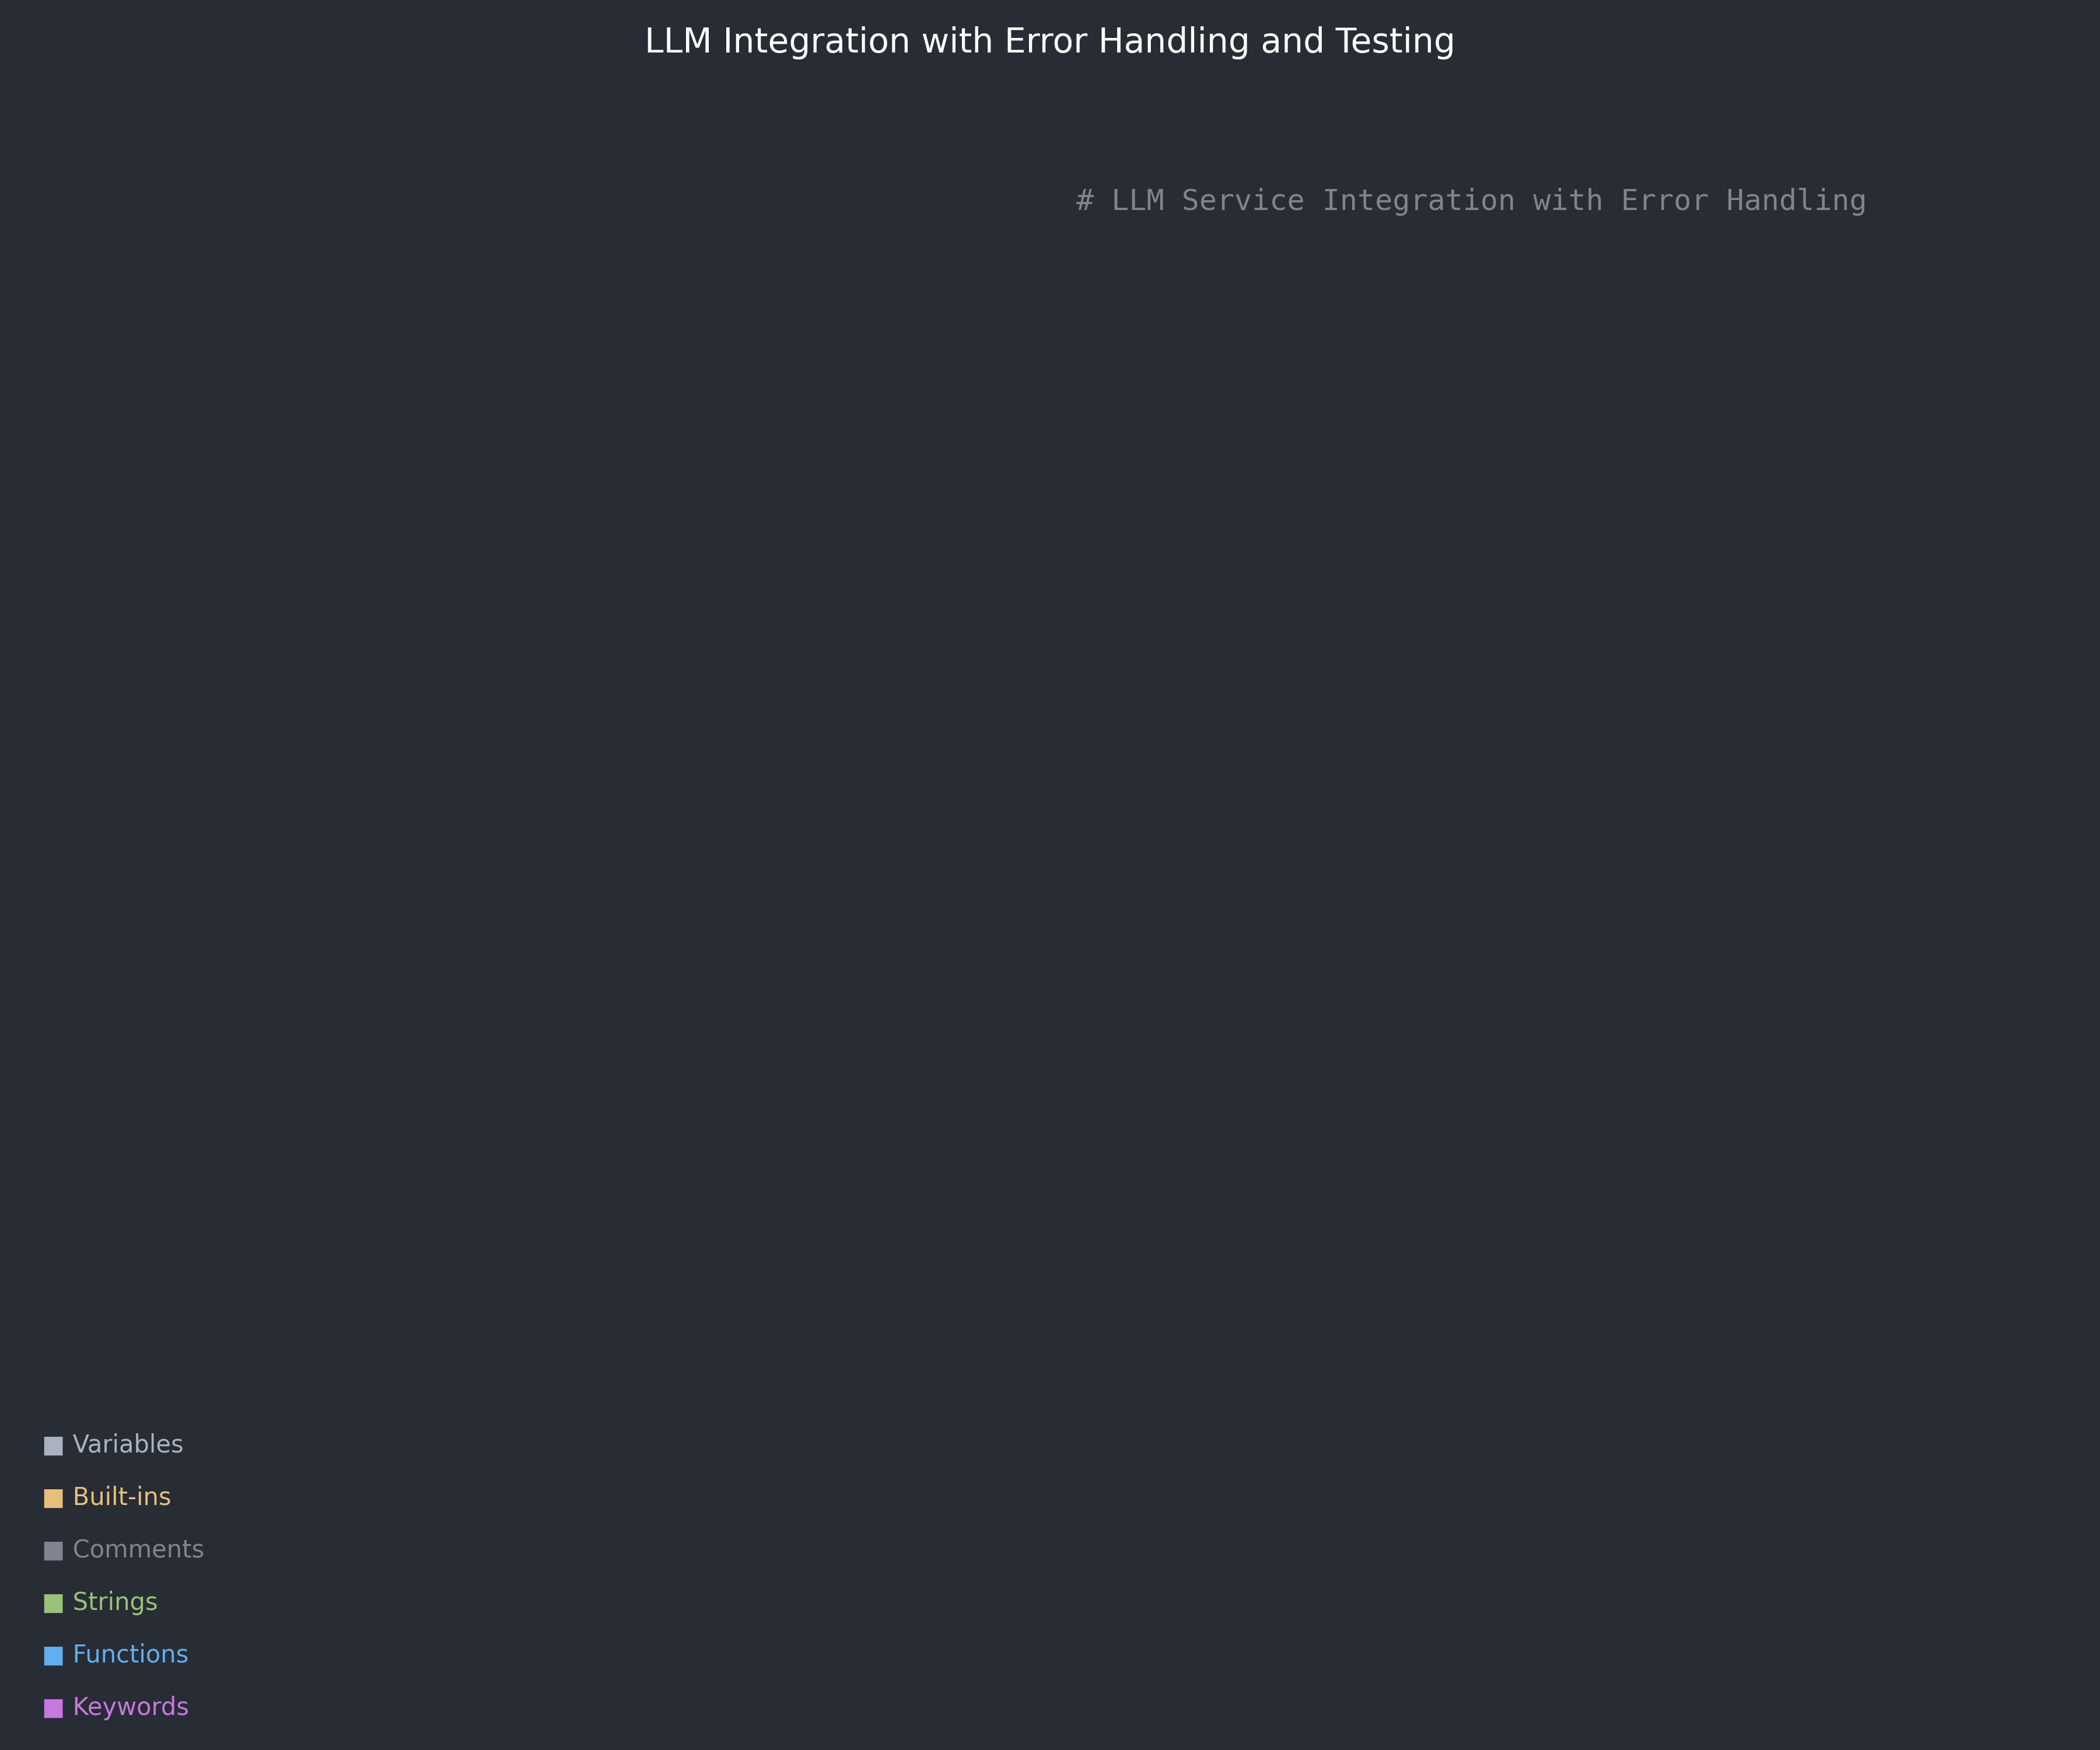 LLM Integration with Error Handling and Testing
# LLM Service Integration with Error Handling
Variables
Built-ins
Comments
Strings
Functions
Keywords